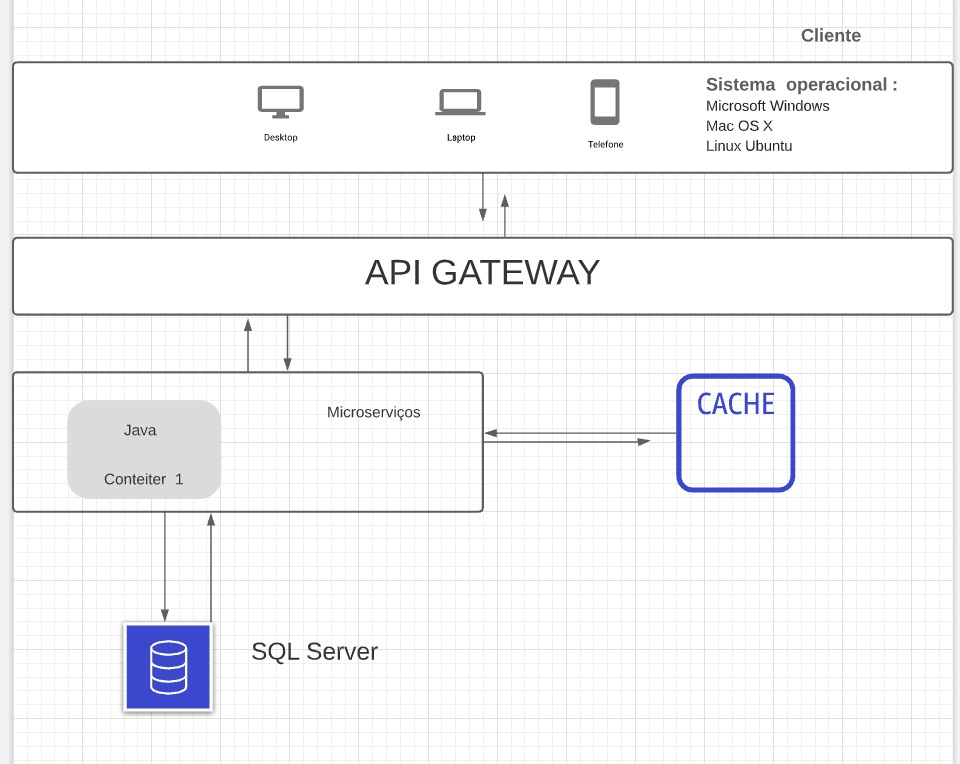 Cliente
Sistema operacional :
Microsoft Windows
Mac OS X
Linux Ubuntu
Desktop
Laptop
Telefone
API GATEWAY
Microserviços
Java
Conteiter 1
CACHE
SQL Server